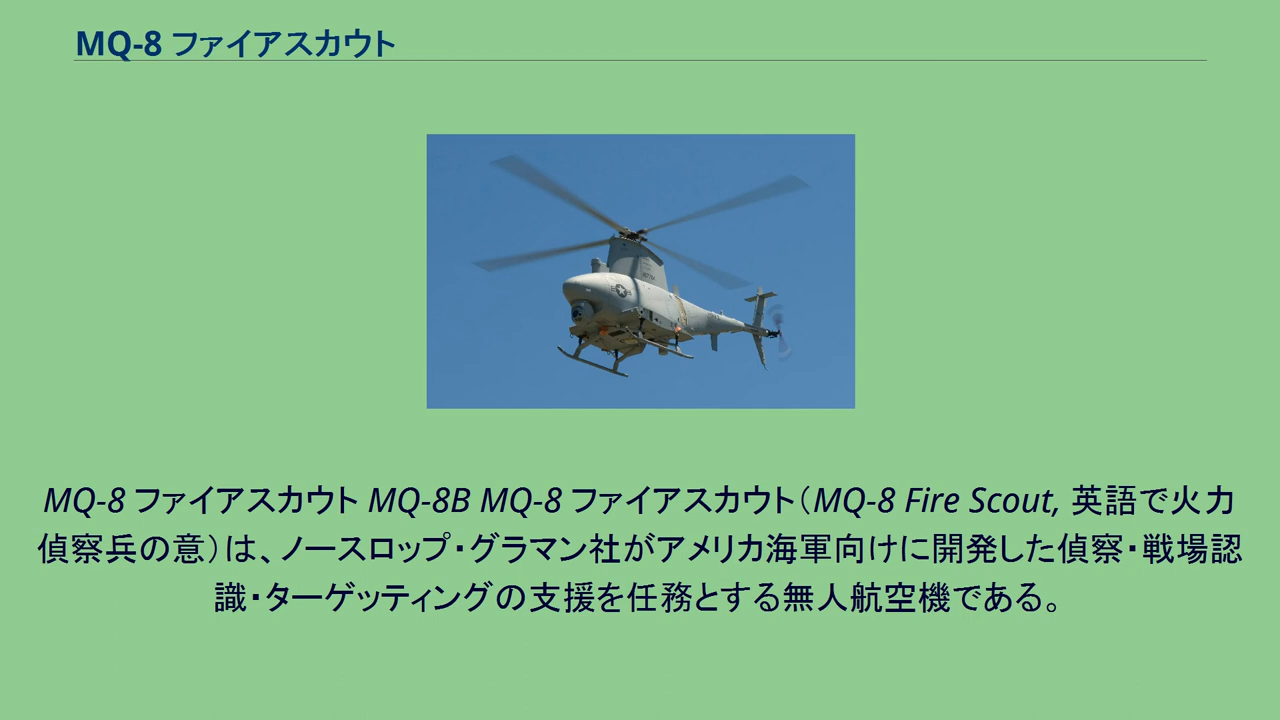 MQ-8 ファイアスカウト
MQ-8 ファイアスカウト MQ-8B MQ-8 ファイアスカウト（MQ-8 Fire Scout, 英語で火力
偵察兵の意）は、ノースロップ・グラマン社がアメリカ海軍向けに開発した偵察・戦場認
識・ターゲッティングの支援を任務とする無人航空機である。